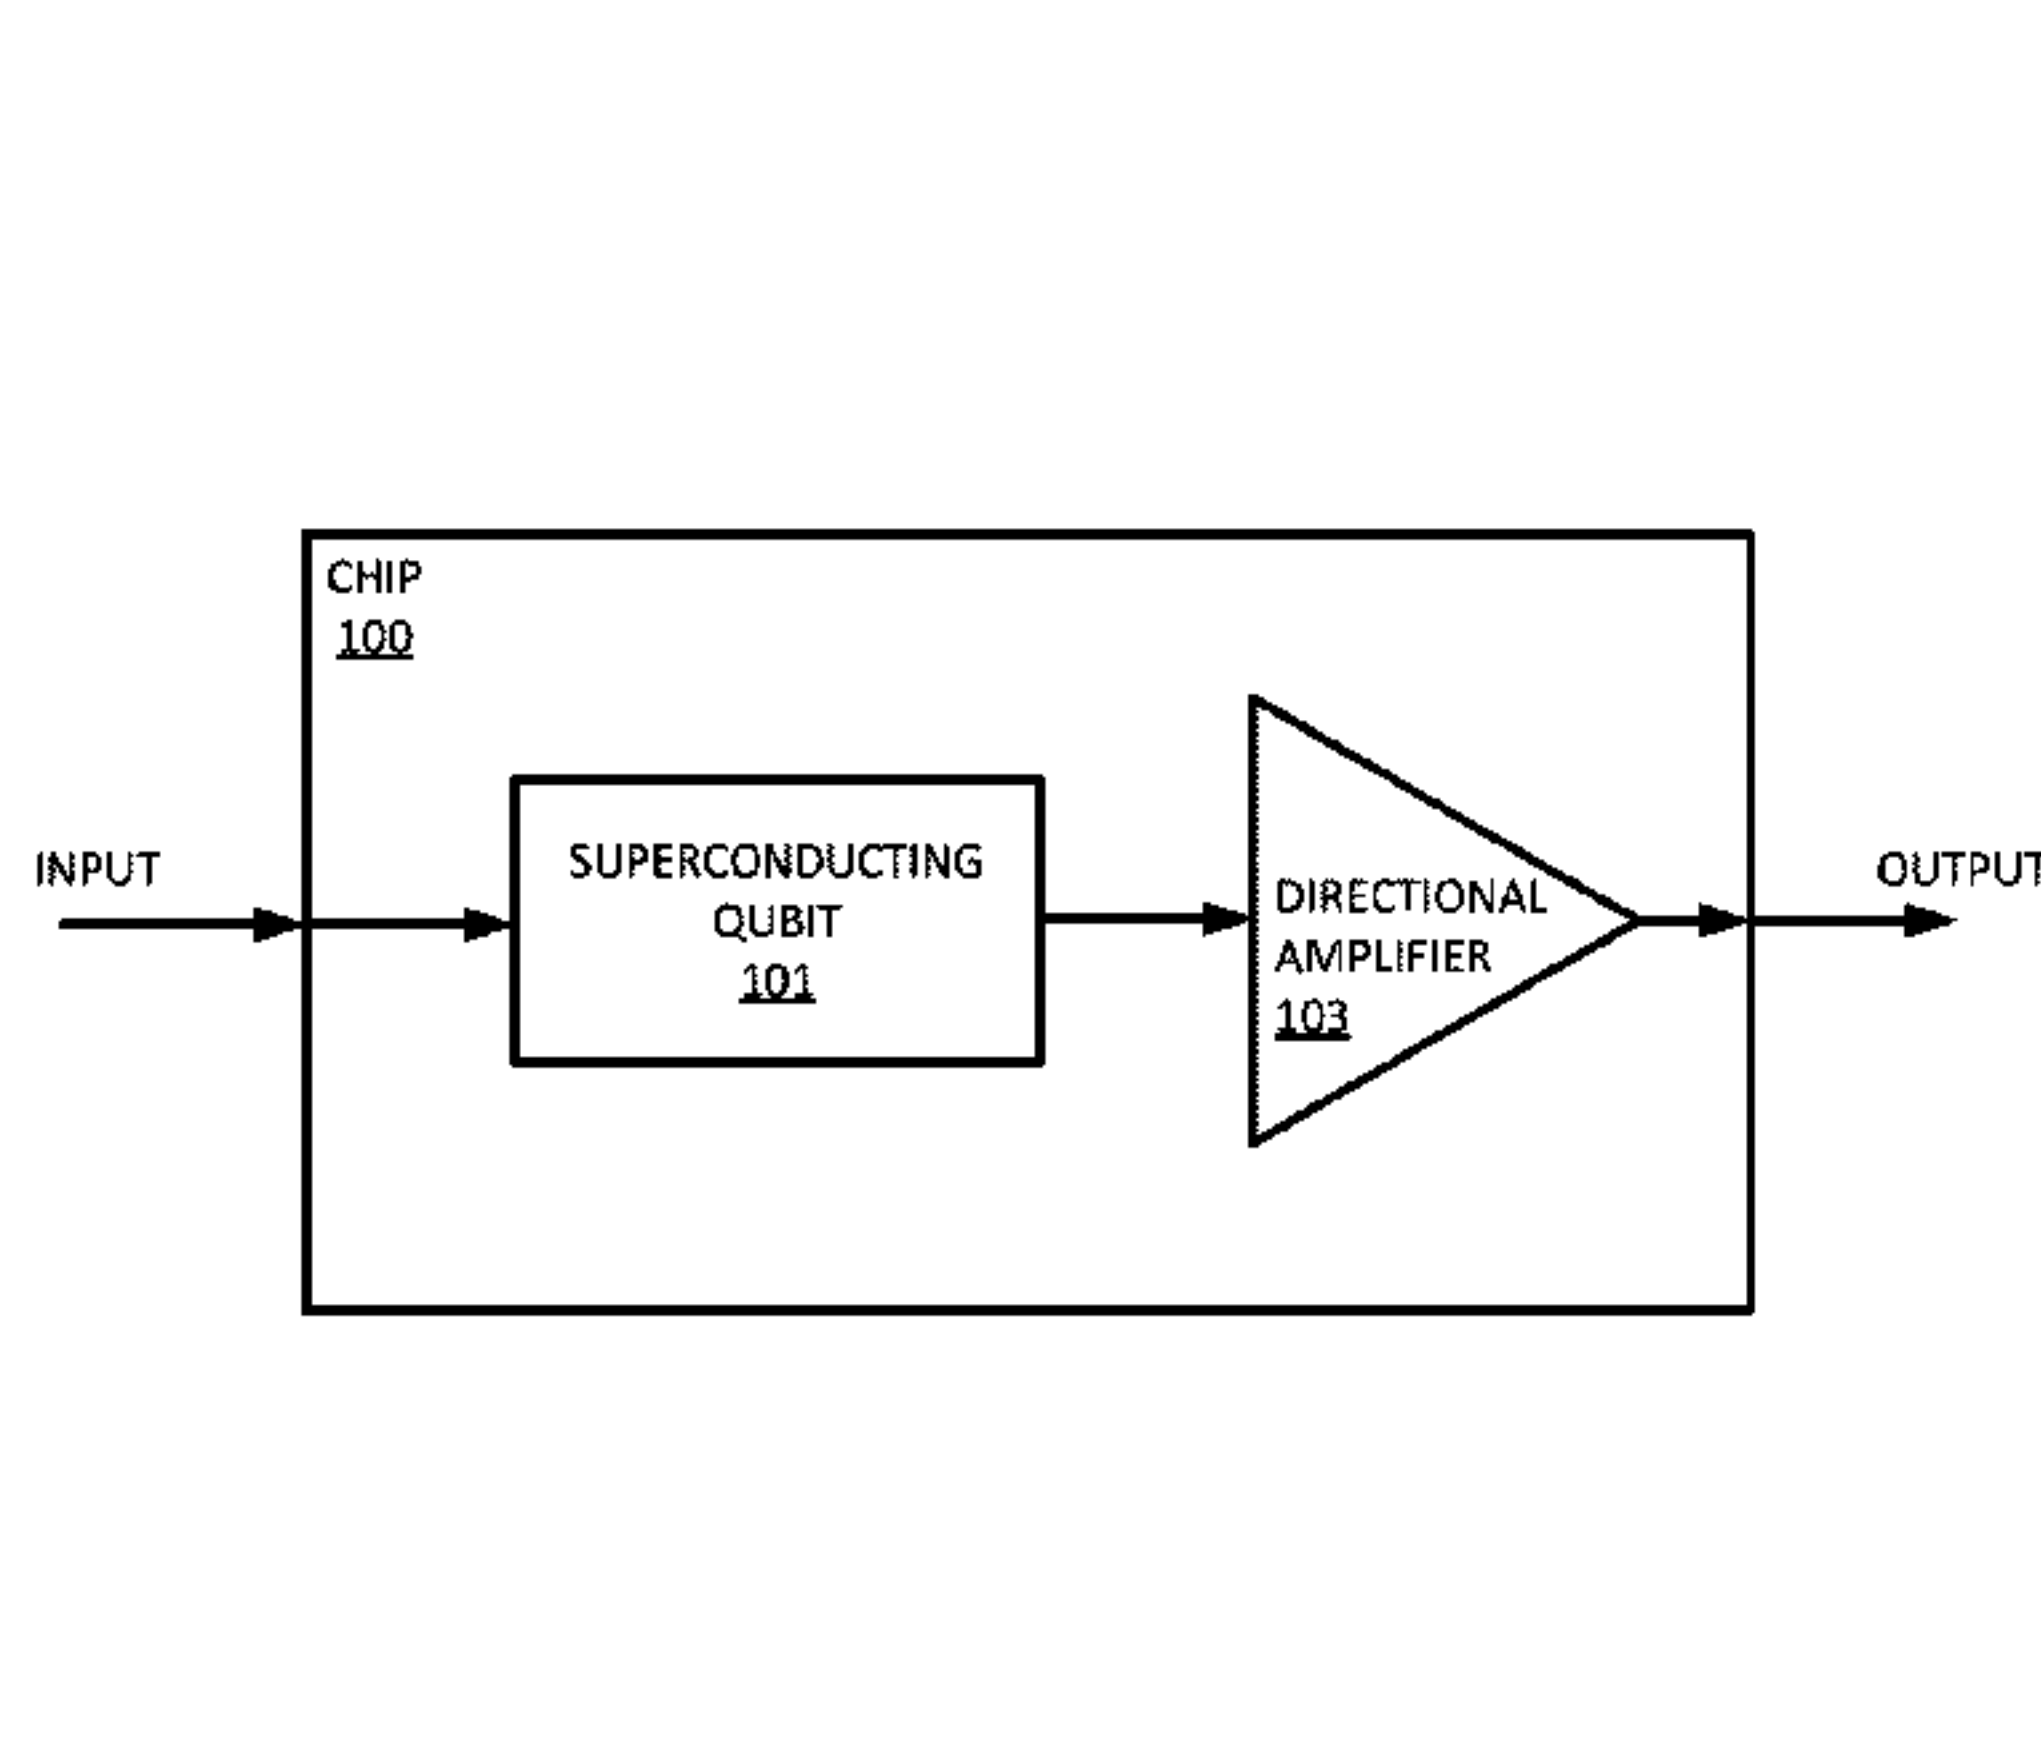 CHIP
100
INPUT
SUPERCONDUCTING
QUBIT
101
DIRECTIONAL
AMPLIFIER
103
OUTPUT